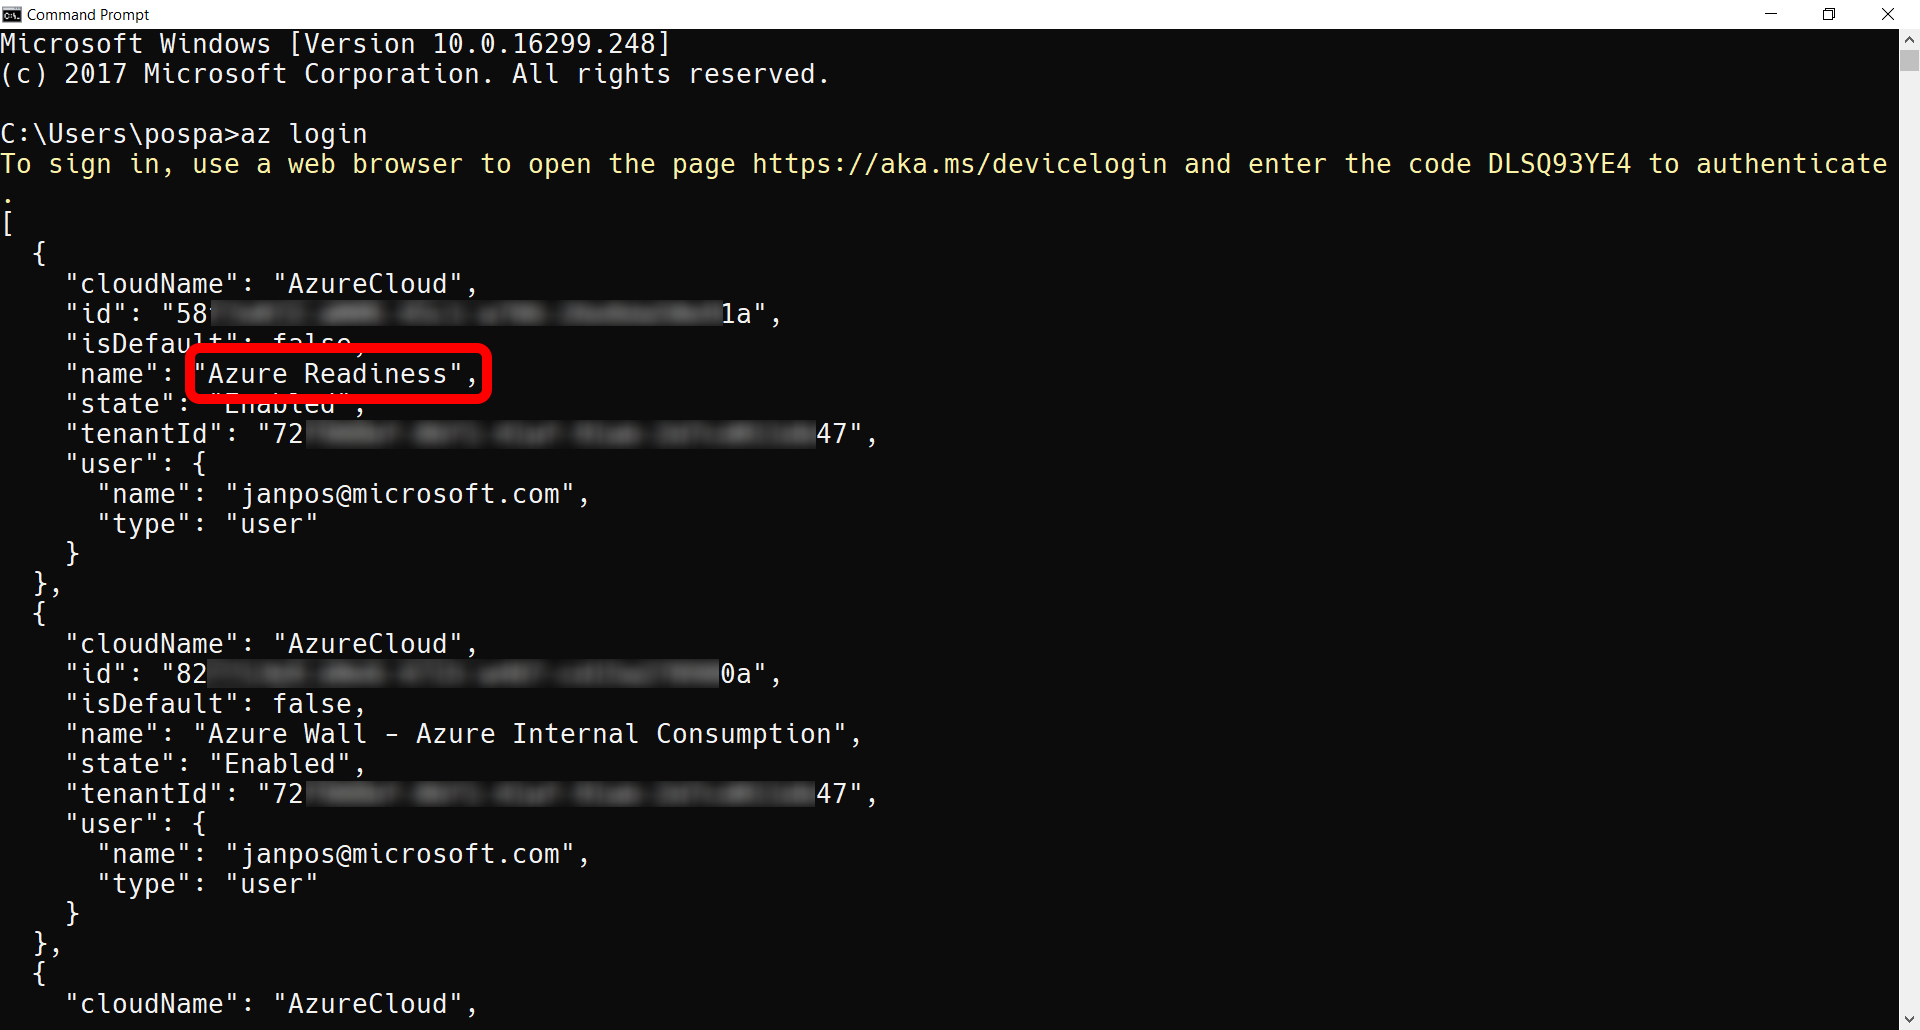 Command Prompt
Microsoft Windows [Version 10.0.16299.248]
(c) 2017 Microsoft Corporation. All rights reserved.
C:\Users\pospa>az login
To sign in, use a web browser to open the page https://aka.ms/devicelogin and enter the code DLSQ93YE4 to authenticate
.
[
  {
    "cloudName": "AzureCloud",
    "id": "58 1a",
    "isDefault": false,
    "name": "Azure Readiness",
    "state": "Enabled",
    "tenantId": "72 47",
    "user": {
      "name": "janpos@microsoft.com",
      "type": "user"
    }
  },
  {
    "cloudName": "AzureCloud",
    "id": "82 0a",
    "isDefault": false,
    "name": "Azure Wall - Azure Internal Consumption",
    "state": "Enabled",
    "tenantId": "72 47",
    "user": {
      "name": "janpos@microsoft.com",
      "type": "user"
    }
  },
  {
    "cloudName": "AzureCloud",